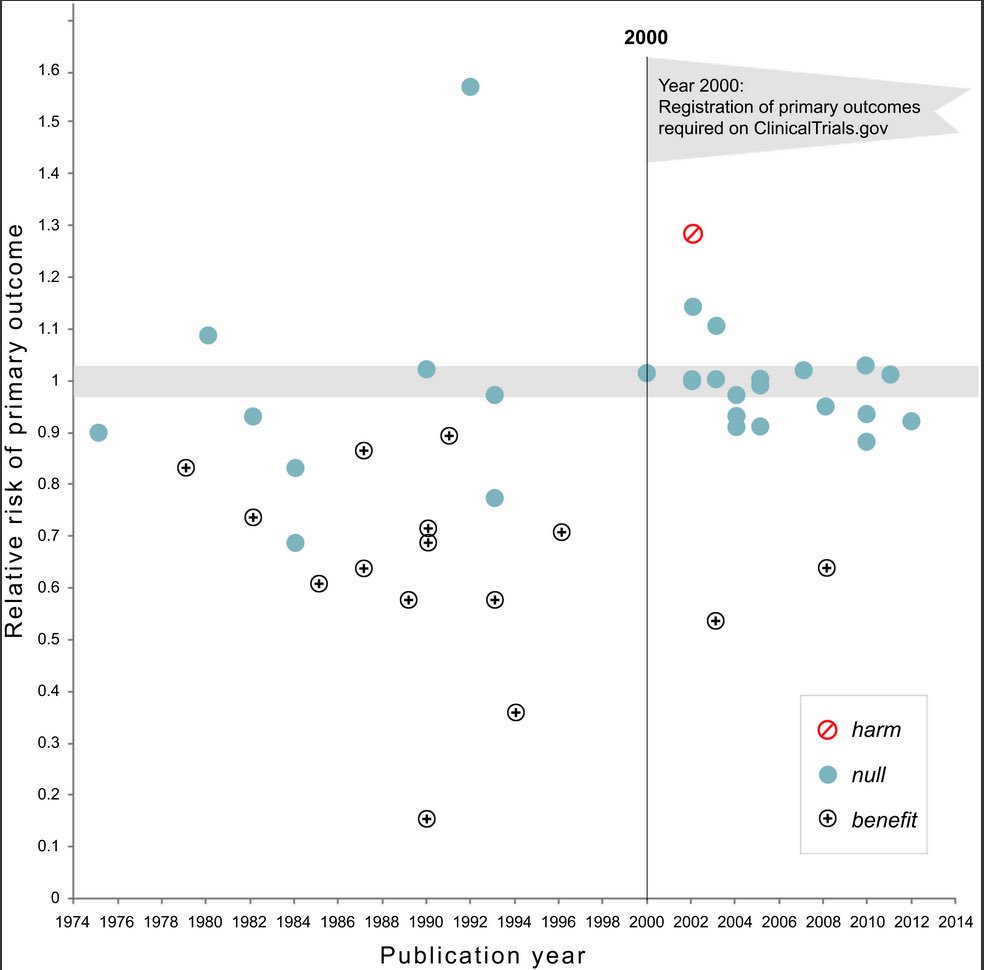 2000
Year 2000:
Registration of primary outcomes
required on ClinicalTrials.gov
Relative risk of primary outcome
1.6
1.5
1.4
1.3
1.2
1.1
1
0.9
0.8
0.7
0.6
0.5
0.4
0.3
0.2
0.1
0
harm
null
benefit
1974 1976 1978 1980 1982 1984 1986 1988 1990 1992 1994 1996 1998 2000 2002 2004 2006 2008 2010 2012 2014
Publication year